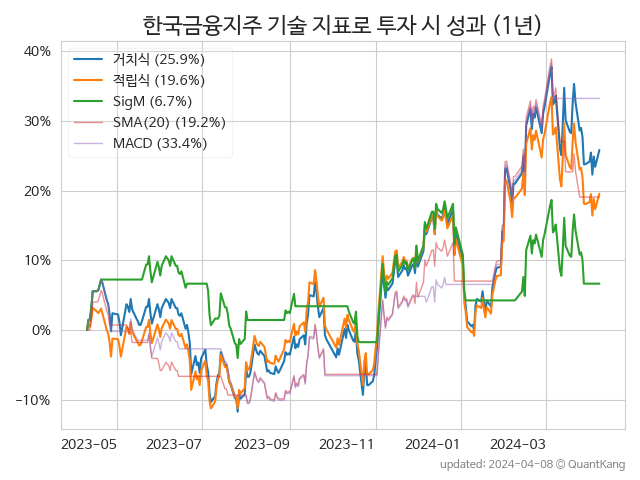 한국금융지주 기술 지표로 투자 시 성과 (1년)
40%
30%
20%
10%
0%
−10%
거치식 (25.9%)
적립식 (19.6%)
SigM (6.7%)
SMA(20) (19.2%)
MACD (33.4%)
2023-05
2023-07
2023-09
2023-11
2024-01
2024-03
updated: 2024-04-08 © QuantKang